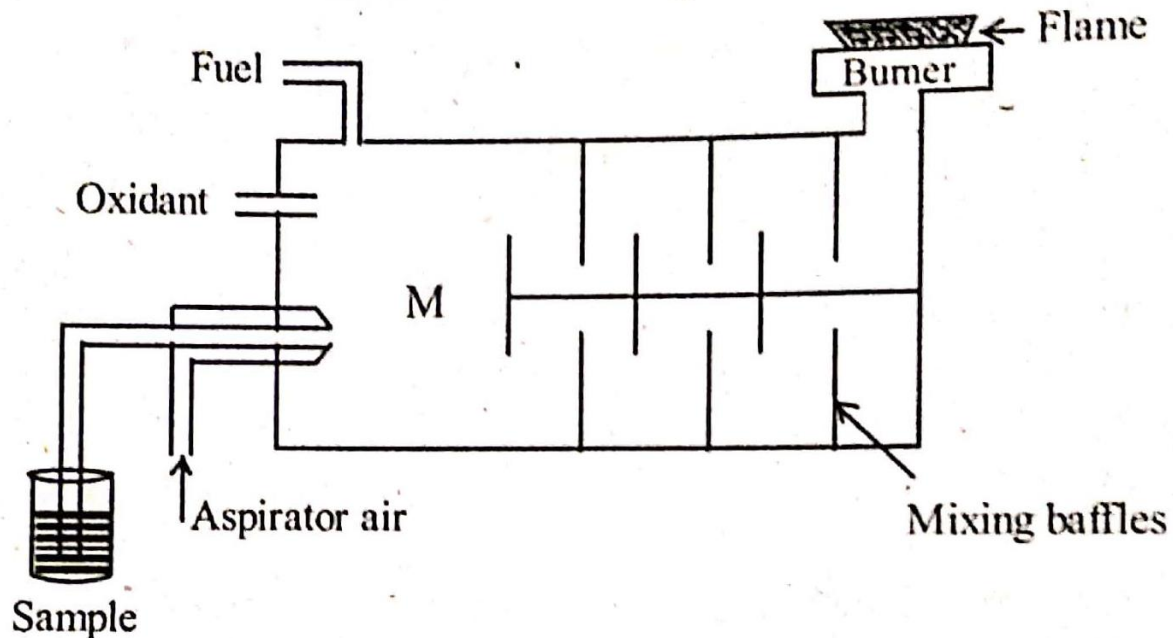 Flame
Fuel
Burner
Oxidant
M
Aspirator air
Mixing baffles
Sample